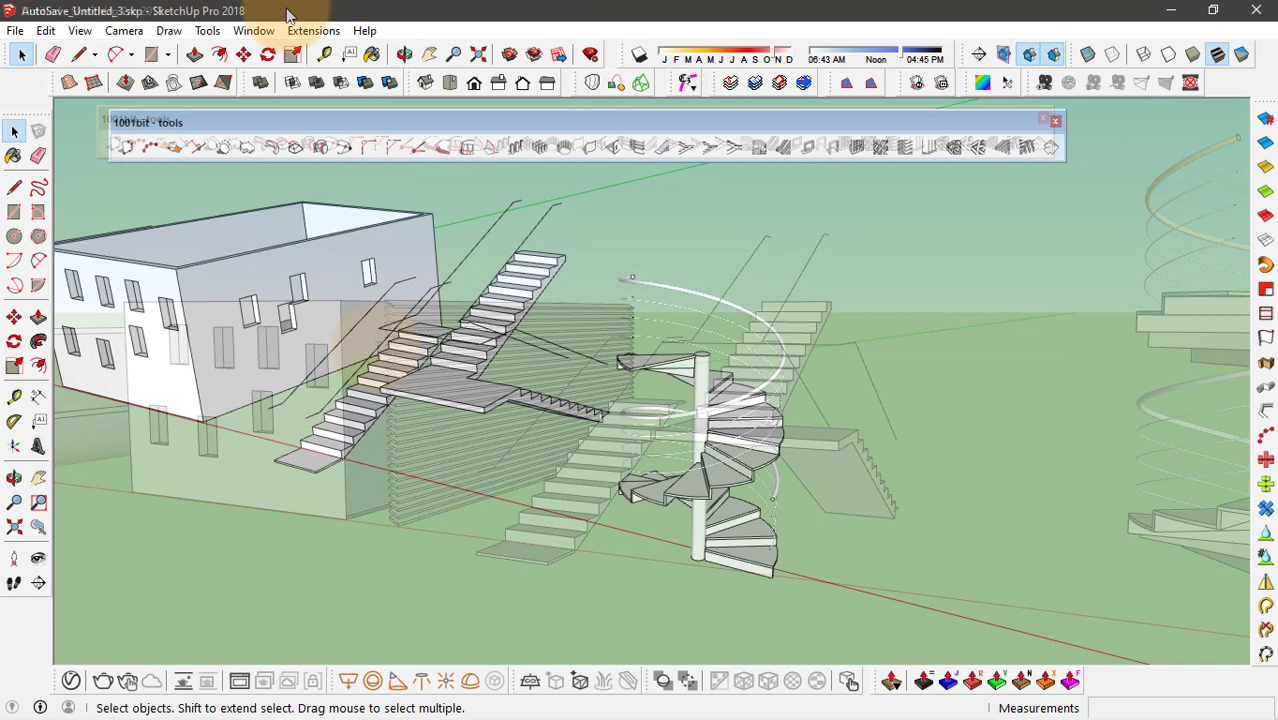 AutoSave_Untitled_3.skp - SketchUp Pro 2018
File Edit View Camera Draw Tools Window Extensions Help
J F M A M J J A S O N D 06:43 AM Noon 04:45 PM
1001bit - tools
Select objects. Shift to extend select. Drag mouse to select multiple. Measurements